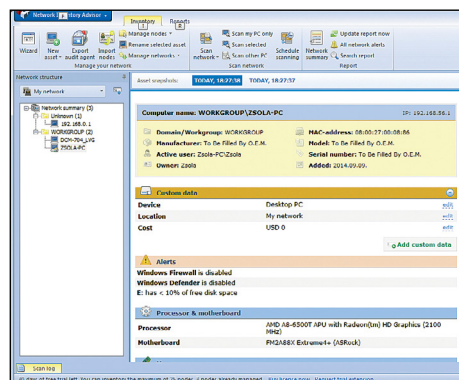 Network Inventory Advisor
Inventory
Reports
Wizard
New asset
Export audit agent
Import nodes
Manage nodes
Rename selected asset
Manage networks
Manage your network
Scan network
Scan my PC only
Scan selected
Scan other PC
Schedule scanning
Scan network
Network summary
Update report now
All network alerts
Search report
Report
Network structure
My network
Network summary (3)
Unknown (1)
192.168.0.1
WORKGROUP (2)
DCM-704_LYG
ZSOLA-PC
Asset snapshots:
TODAY, 18:27:38
TODAY, 18:27:37
Computer name: WORKGROUP\ZSOLA-PC
IP: 192.168.56.1
Domain/Workgroup: WORKGROUP
MAC-address: 08:00:27:00:08:86
Manufacturer: To Be Filled By O.E.M.
Model: To Be Filled By O.E.M.
Active user: Zsola-PC\Zsola
Serial number: To Be Filled By O.E.M.
Owner: Zsola
Added: 2014.09.09.
Custom data
Device Desktop PC edit
Location My network edit
Cost USD 0 edit
Add custom data
Alerts
Windows Firewall is disabled
Windows Defender is disabled
E: has < 10% of free disk space
Processor & motherboard
Processor AMD A8-6500T APU with Radeon(tm) HD Graphics (2100 MHz)
Motherboard FM2A88X Extreme4+ (ASRock)
Scan log